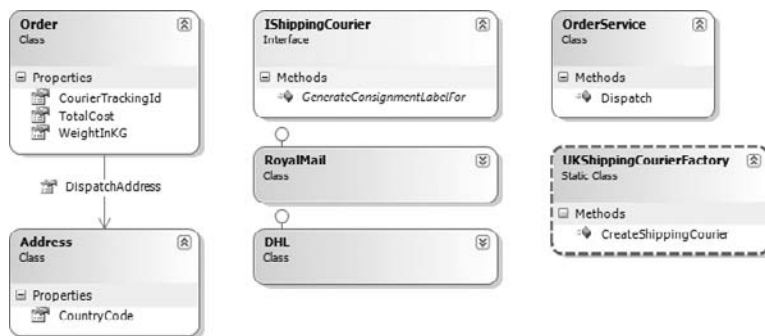 Order
Class
Properties
CourierTrackingId
TotalCost
WeightInKG
DispatchAddress
Address
Class
Properties
CountryCode
IShippingCourier
Interface
Methods
GenerateConsignmentLabelFor
RoyalMail
Class
DHL
Class
OrderService
Class
Methods
Dispatch
UKShippingCourierFactory
Static Class
Methods
CreateShippingCourier